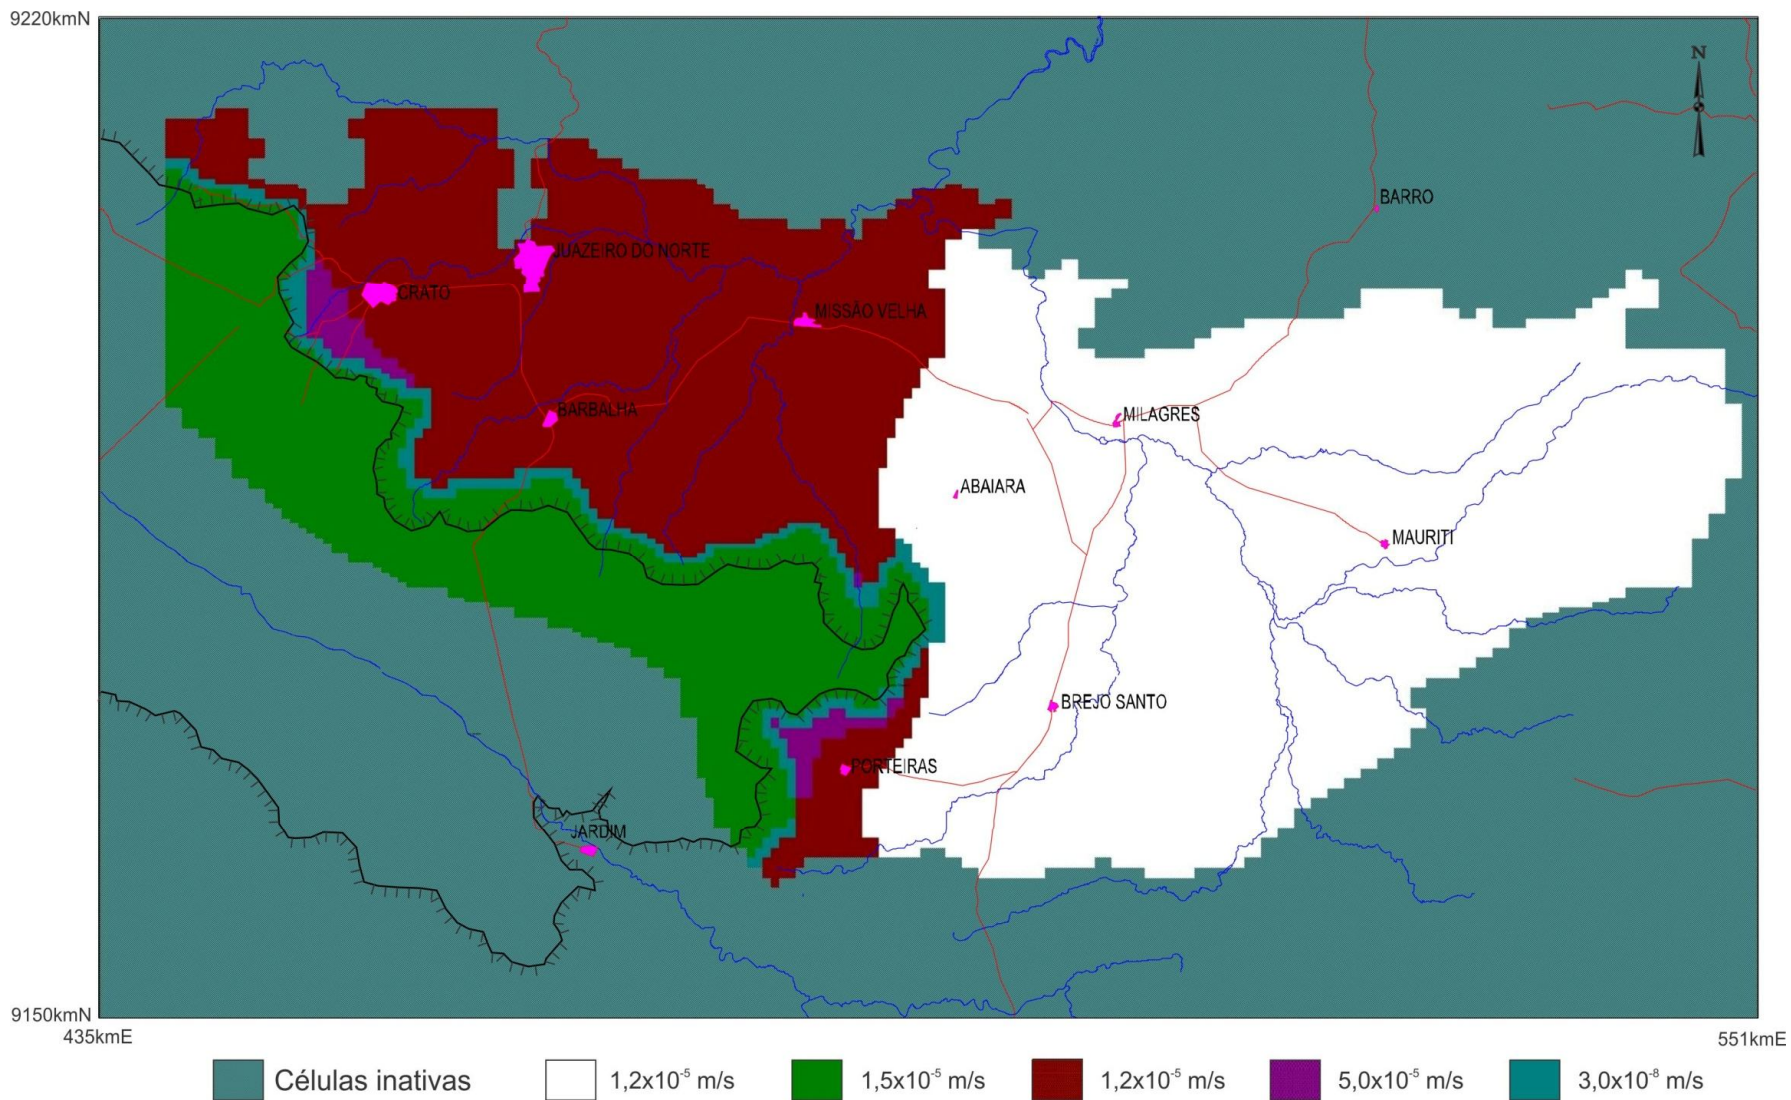 9220kmN
N
BARRO
JUAZEIRO DO NORTE
CRATO
MISSÃO VELHA
BARBALHA
MILAGRES
ABAIARA
MAURITI
BREJO SANTO
PORTEIRAS
JARDIM
9150kmN
435kmE
551kmE
Células inativas
1,2x10⁻⁵ m/s
1,5x10⁻⁵ m/s
1,2x10⁻⁵ m/s
5,0x10⁻⁵ m/s
3,0x10⁻⁸ m/s